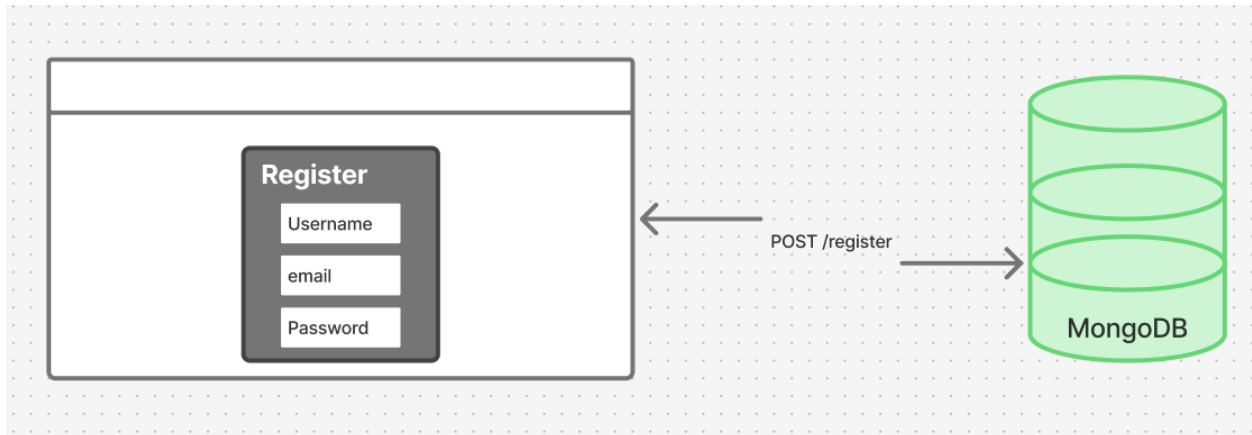 Register
Username
email
Password
POST /register
MongoDB